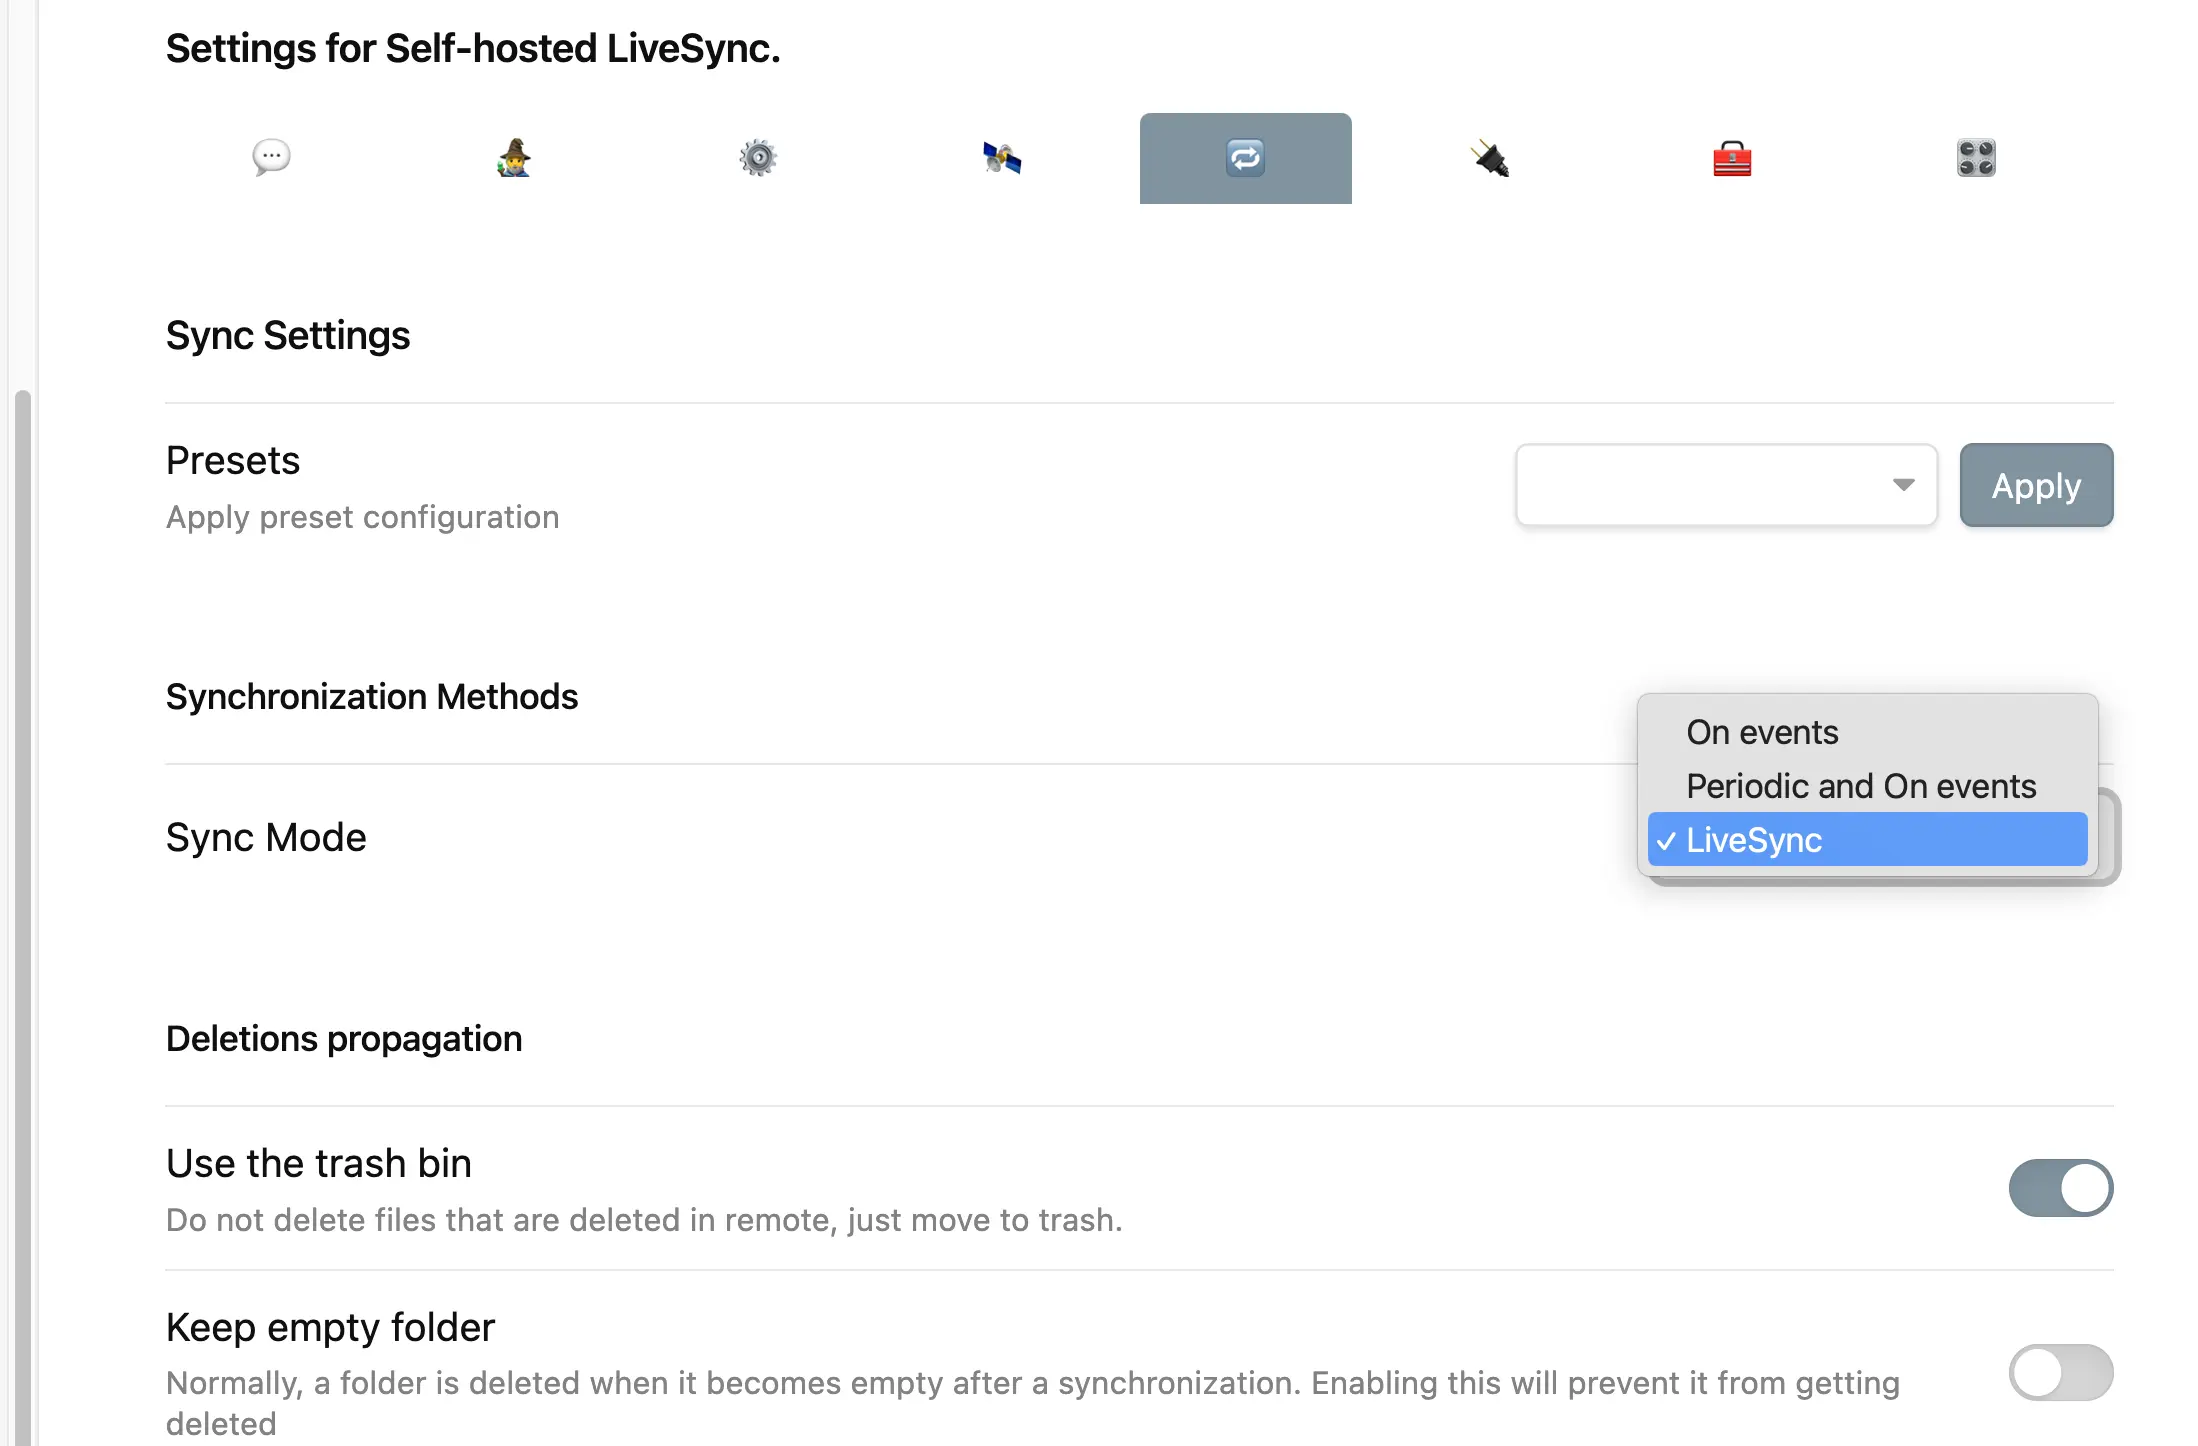 Settings for Self-hosted LiveSync.
Sync Settings
Presets
Apply preset configuration
Apply
Synchronization Methods
On events
Periodic and On events
Sync Mode
✓ LiveSync
Deletions propagation
Use the trash bin
Do not delete files that are deleted in remote, just move to trash.
Keep empty folder
Normally, a folder is deleted when it becomes empty after a synchronization. Enabling this will prevent it from getting
deleted